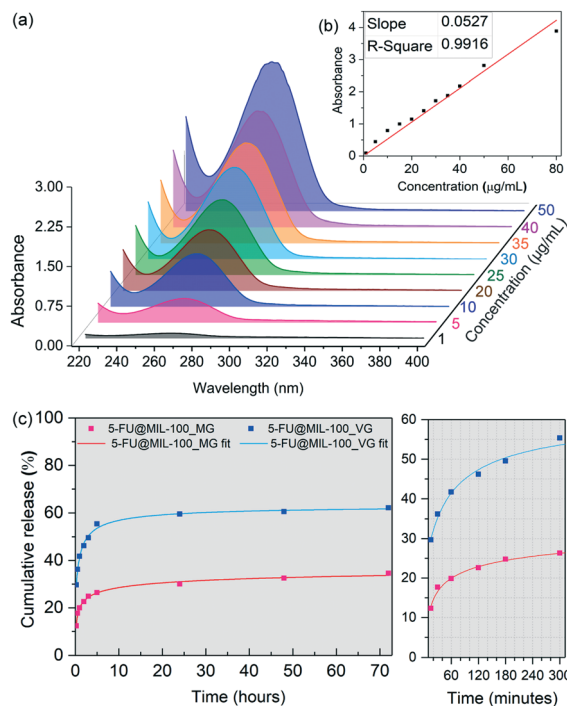 (a)
(b)
Slope 0.0527
R-Square 0.9916
4
3
2
1
0
Absorbance
0 20 40 60 80
Concentration (μg/mL)
3.00
2.25
1.50
0.75
0.00
Absorbance
220 240 260 280 300 320 340 360 380 400
Wavelength (nm)
50
40
35
30
25
20
10
5
1
Concentration (μg/mL)
(c)
100
80
60
40
20
0
Cumulative release (%)
5-FU@MIL-100_MG 5-FU@MIL-100_VG
5-FU@MIL-100_MG fit 5-FU@MIL-100_VG fit
0 10 20 30 40 50 60 70
Time (hours)
60
50
40
30
20
10
0
60 120 180 240 300
Time (minutes)